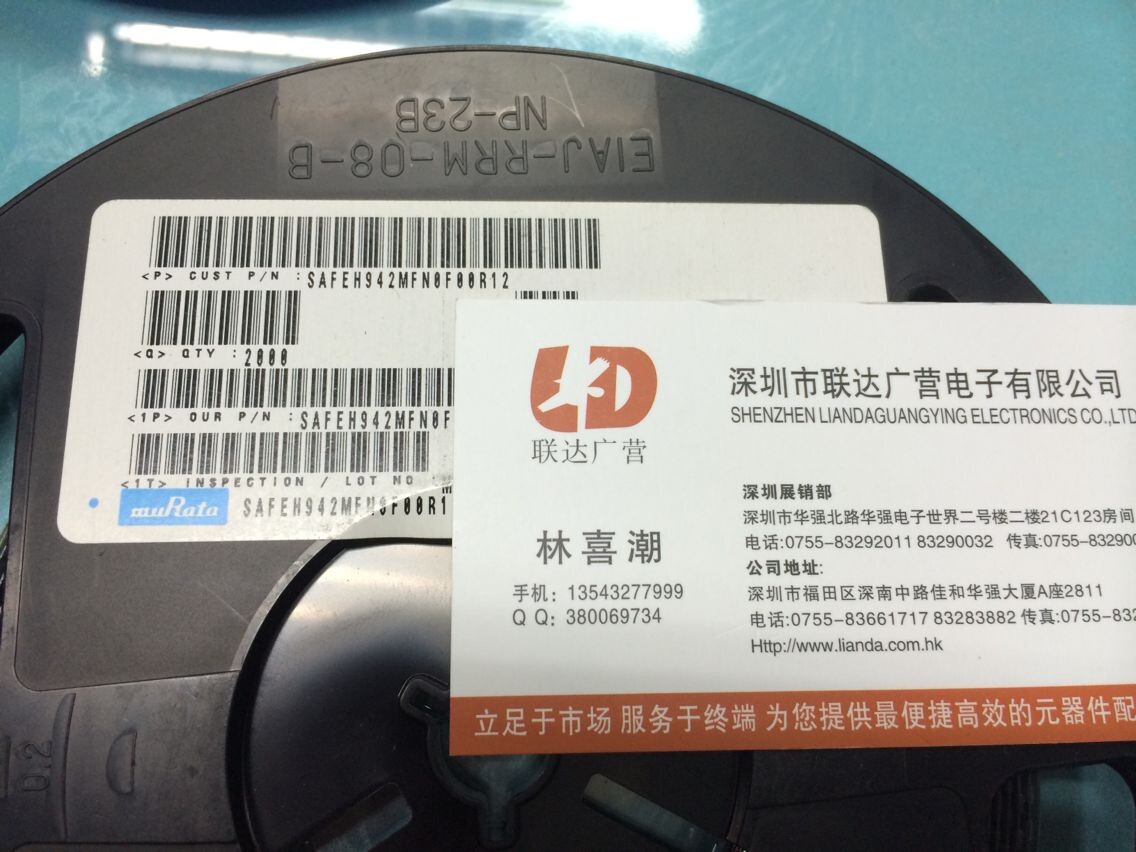 NP-23B
EIAJ-RRM-08-B
<P> CUST P/N : SAFEH942MFN0F00R12
<Q> QTY : 2000
<1P> OUR P/N : SAFEH942MFN0F
<1T> INSPECTION / LOT NO
muRata SAFEH942MFN0F00R1
LD
联达广营
林喜潮
手机: 13543277999
Q Q: 380069734
深圳市联达广营电子有限公司
SHENZHEN LIANDAGUANGYING ELECTRONICS CO.,LTD
深圳展销部
深圳市华强北路华强电子世界二号楼二楼21C123房间
电话:0755-83292011 83290032 传真:0755-83290
公司地址:
深圳市福田区深南中路佳和华强大厦A座2811
电话:0755-83661717 83283882 传真:0755-832
Http://www.lianda.com.hk
立足于市场 服务于终端 为您提供最便捷高效的元器件配
0.2